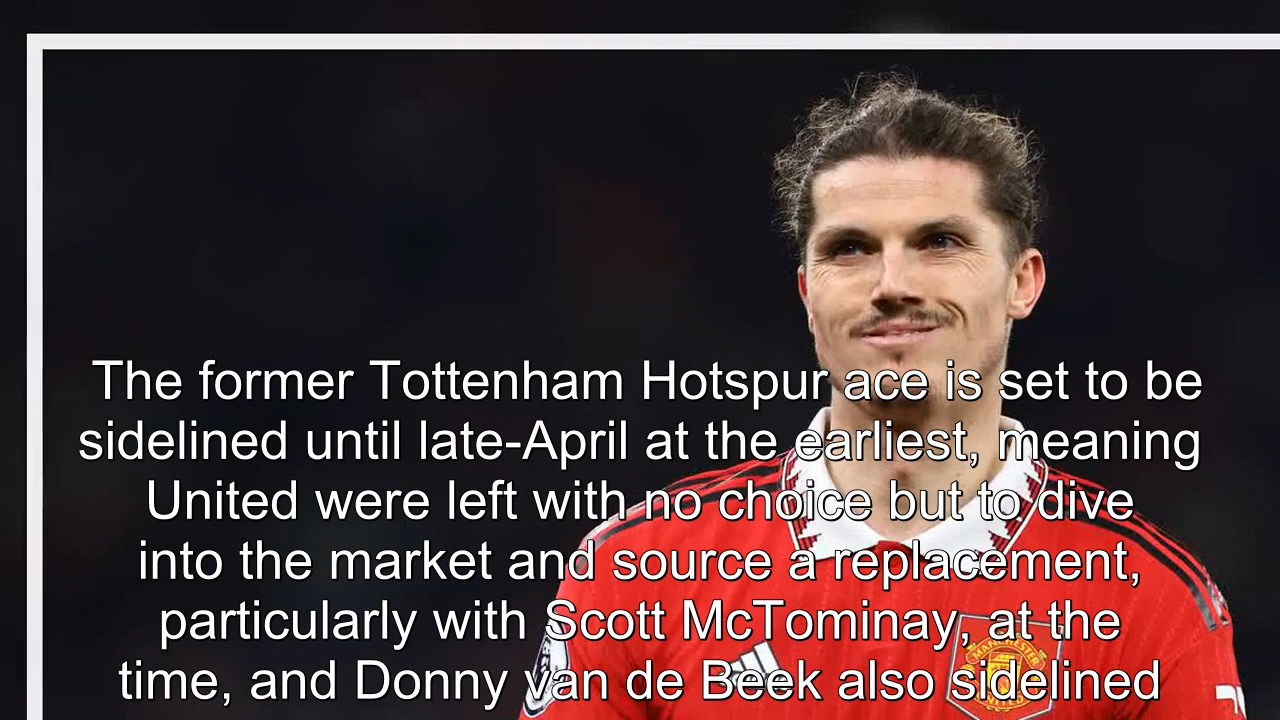 The former Tottenham Hotspur ace is set to be
sidelined until late-April at the earliest, meaning
United were left with no choice but to dive
into the market and source a replacement,
particularly with Scott McTominay, at the
time, and Donny van de Beek also sidelined
MANCHESTER
UNITED